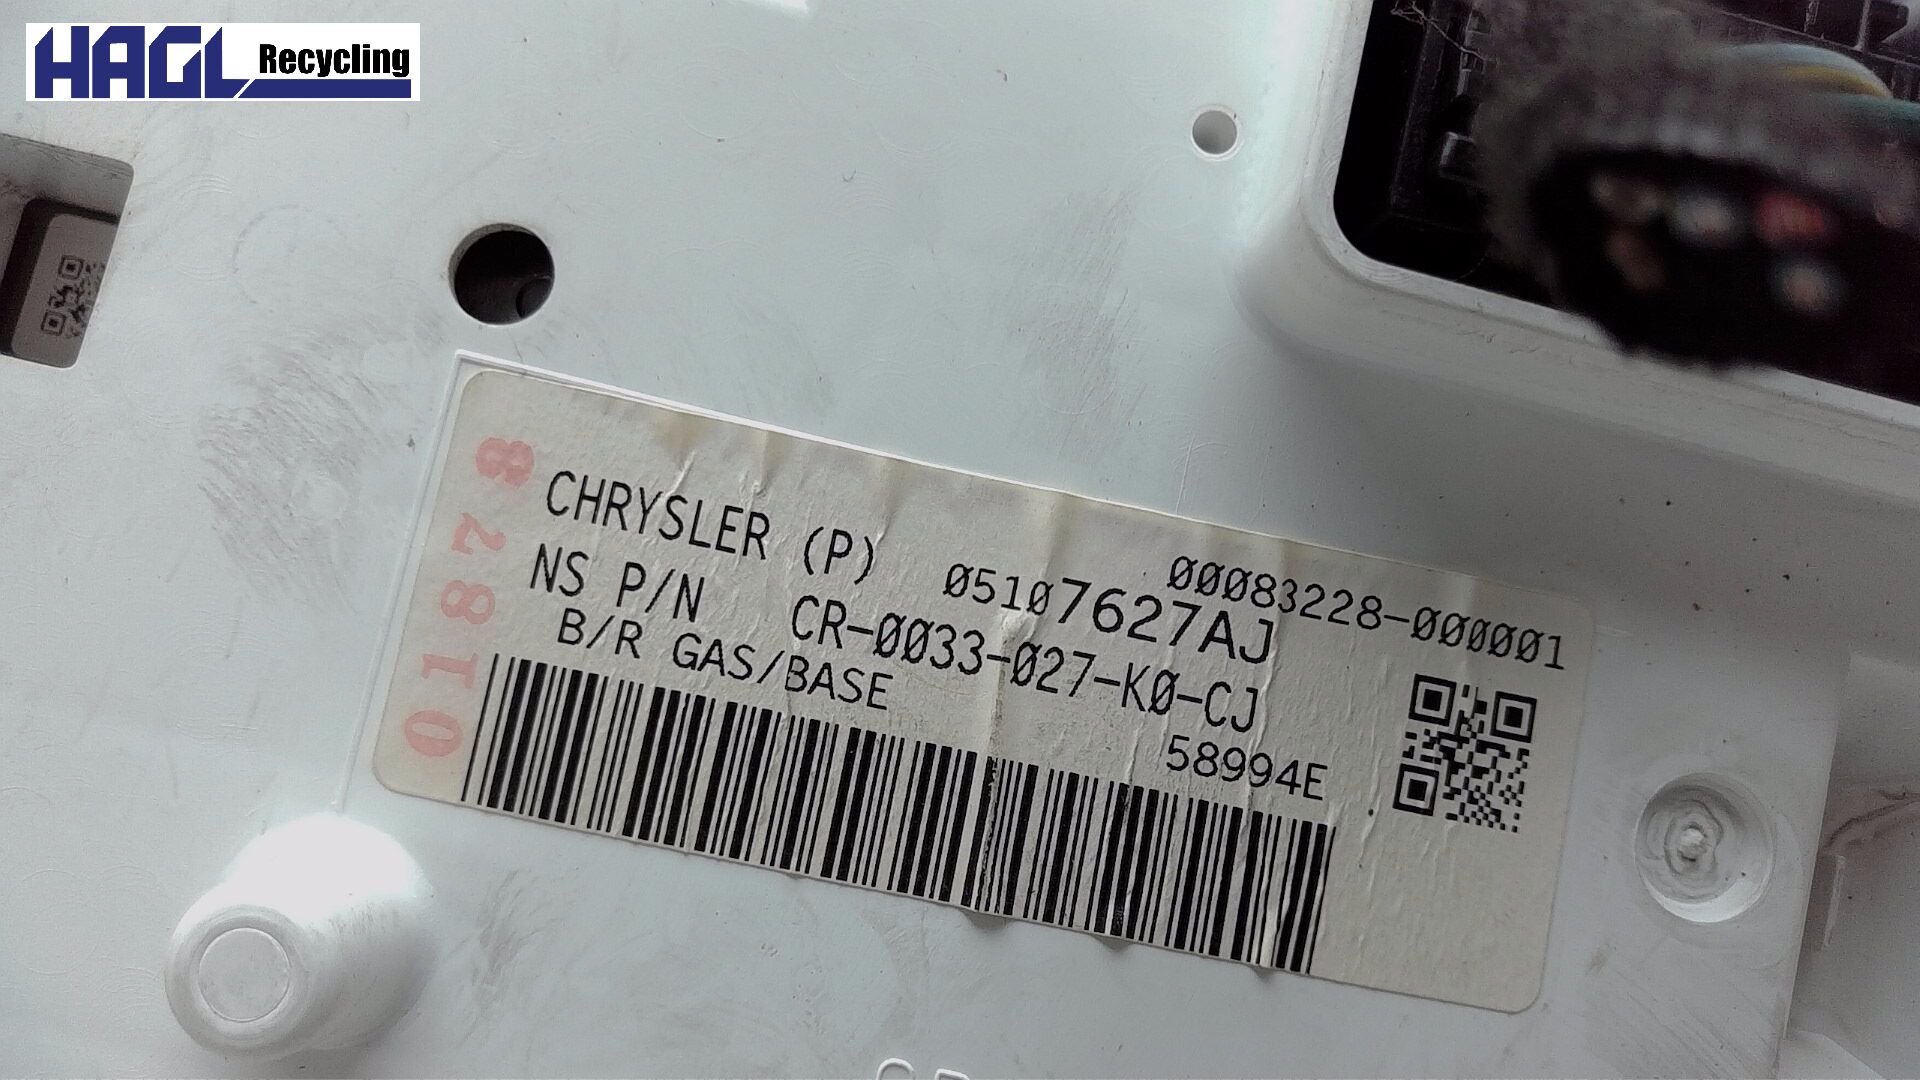 HAGL Recycling
01878
00083228-000001
CHRYSLER (P) 05107627AJ
NS P/N CR-0033-027-K0-CJ
B/R GAS/BASE
58994E